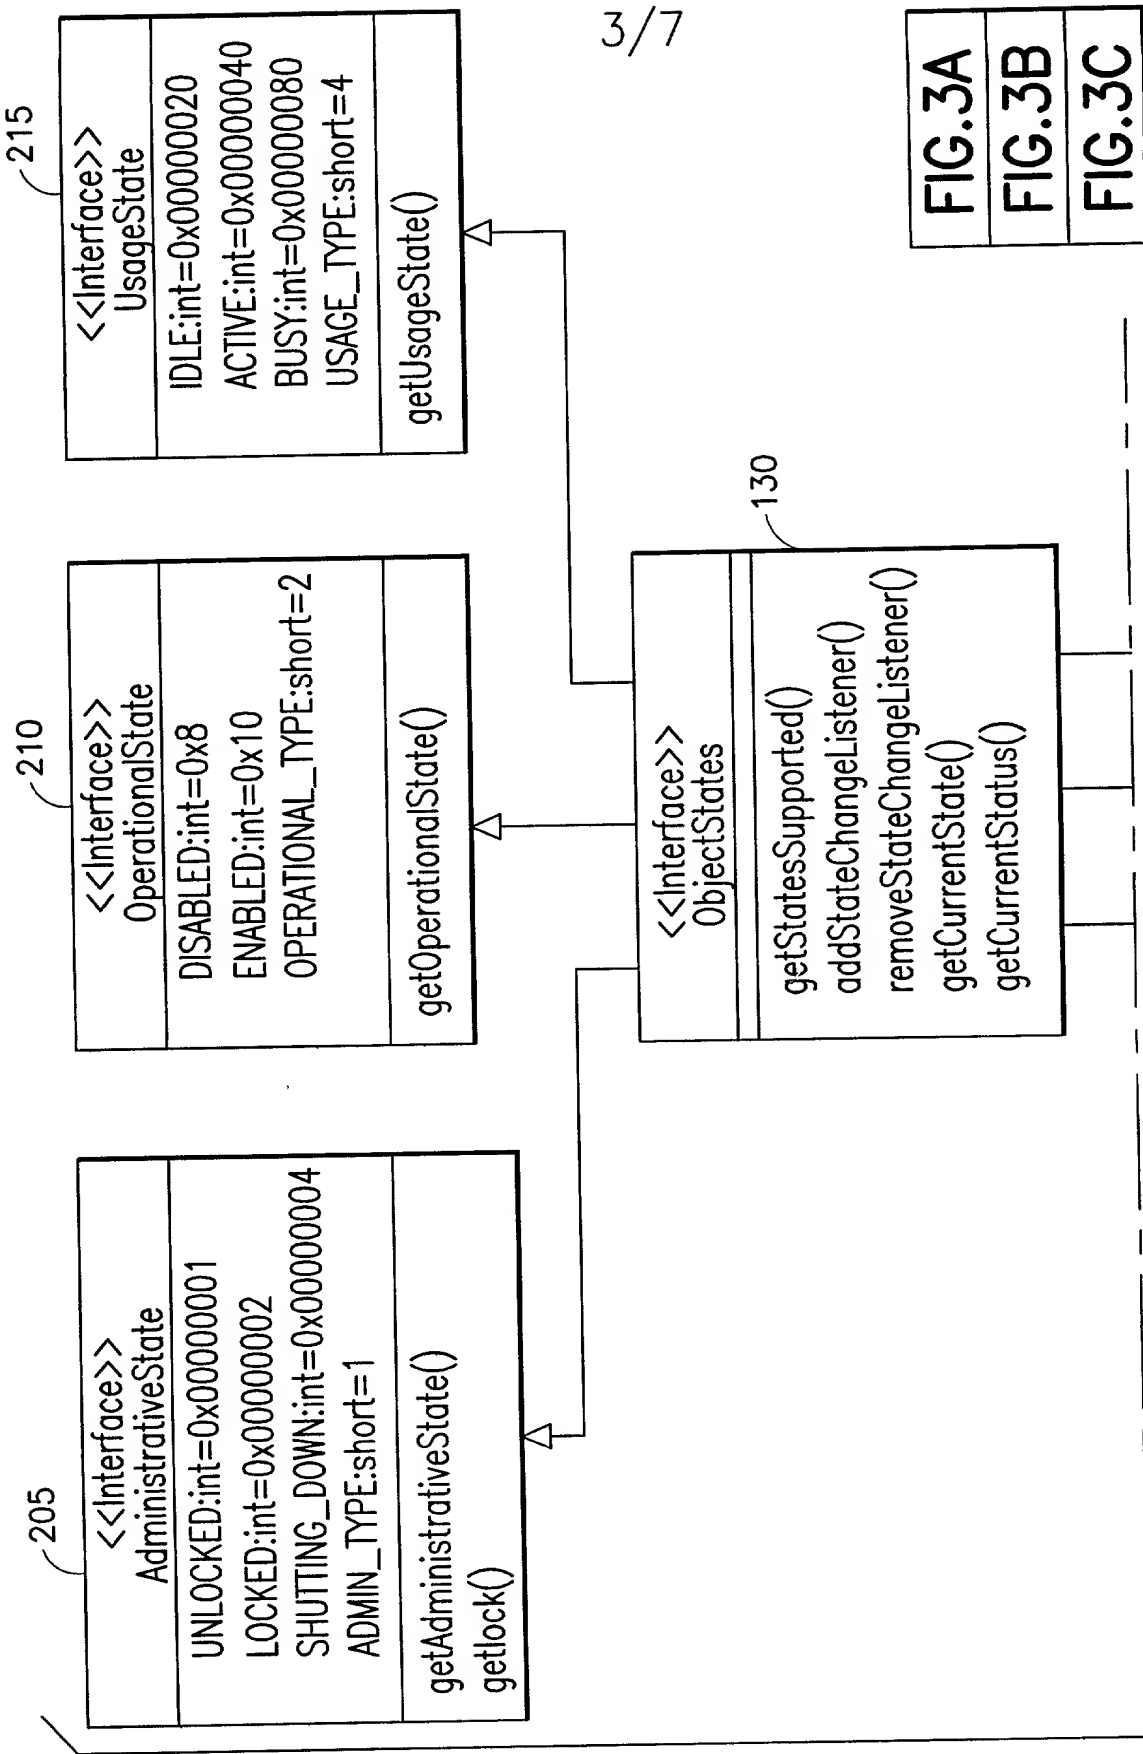 3/7
205
<<Interface>>
AdministrativeState
UNLOCKED:int=0x00000001
LOCKED:int=0x00000002
SHUTTING_DOWN:int=0x00000004
ADMIN_TYPE:short=1
getAdministrativeState()
getlock()
210
<<Interface>>
OperationalState
DISABLED:int=0x8
ENABLED:int=0x10
OPERATIONAL_TYPE:short=2
getOperationalState()
215
<<Interface>>
UsageState
IDLE:int=0x00000020
ACTIVE:int=0x00000040
BUSY:int=0x00000080
USAGE_TYPE:short=4
getUsageState()
130
<<Interface>>
ObjectStates
getStatesSupported()
addStateChangeListener()
removeStateChangeListener()
getCurrentState()
getCurrentStatus()
FIG.3A
FIG.3B
FIG.3C